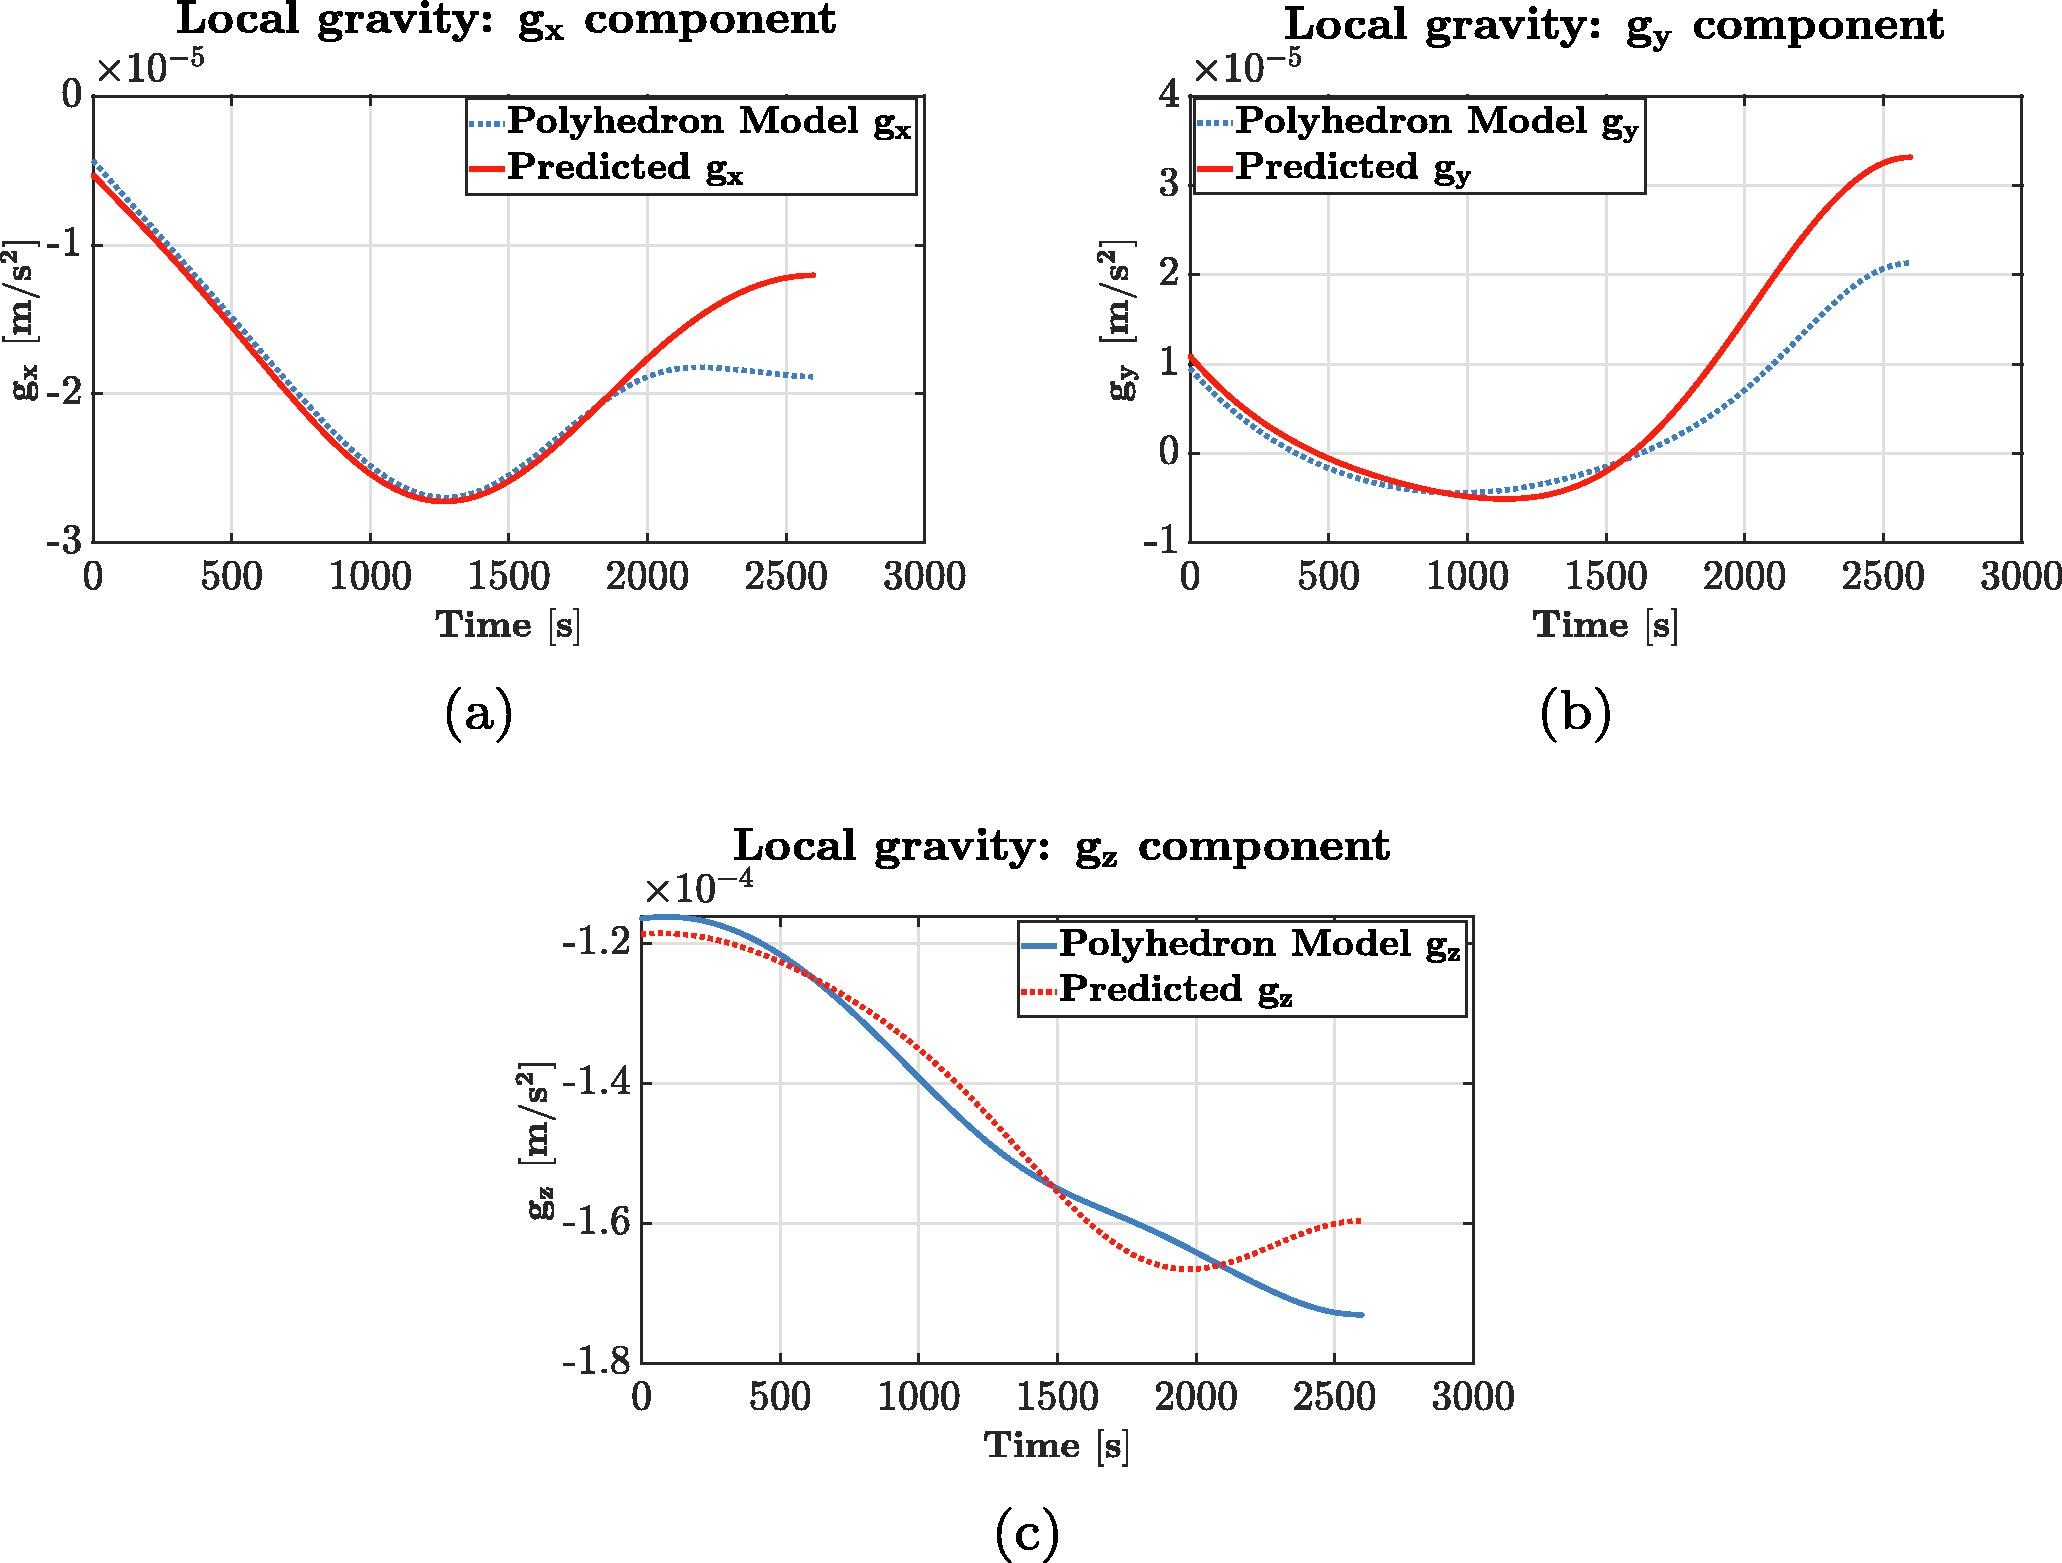 Local gravity: gx component
×10−5
0
-1
-2
-3
gx [m/s2]
Polyhedron Model gx
Predicted gx
0 500 1000 1500 2000 2500 3000
Time [s]
(a)
Local gravity: gy component
×10−5
4
3
2
1
0
-1
gy [m/s2]
Polyhedron Model gy
Predicted gy
0 500 1000 1500 2000 2500 3000
Time [s]
(b)
Local gravity: gz component
×10−4
-1.2
-1.4
-1.6
-1.8
gz [m/s2]
Polyhedron Model gz
Predicted gz
0 500 1000 1500 2000 2500 3000
Time [s]
(c)